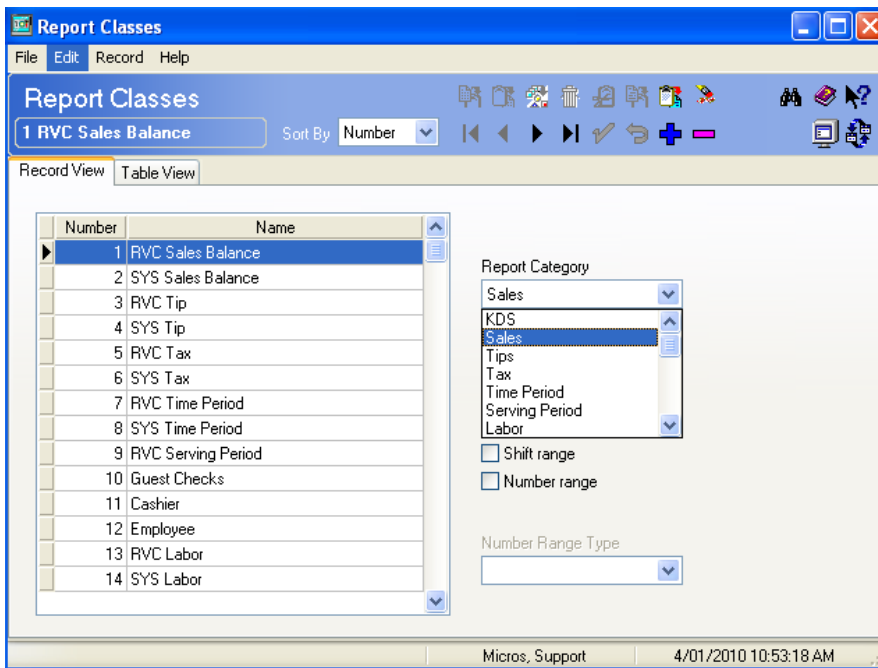 Report Classes
File Edit Record Help
Report Classes
1 RVC Sales Balance
Sort By Number
Record View Table View
Number Name
1 RVC Sales Balance
2 SYS Sales Balance
3 RVC Tip
4 SYS Tip
5 RVC Tax
6 SYS Tax
7 RVC Time Period
8 SYS Time Period
9 RVC Serving Period
10 Guest Checks
11 Cashier
12 Employee
13 RVC Labor
14 SYS Labor
Report Category
Sales
KDS
Sales
Tips
Tax
Time Period
Serving Period
Labor
Shift range
Number range
Number Range Type
Micros, Support 4/01/2010 10:53:18 AM